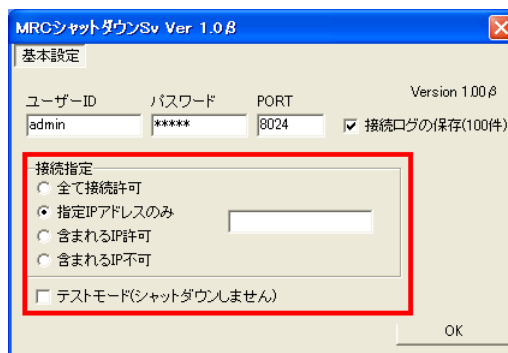 MRCシャットダウンSv Ver 1.0β
基本設定
Version 1.00β
ユーザーID パスワード PORT
admin ***** 8024 接続ログの保存(100件)
接続指定
全て接続許可
指定IPアドレスのみ
含まれるIP許可
含まれるIP不可
テストモード(シャットダウンしません)
OK